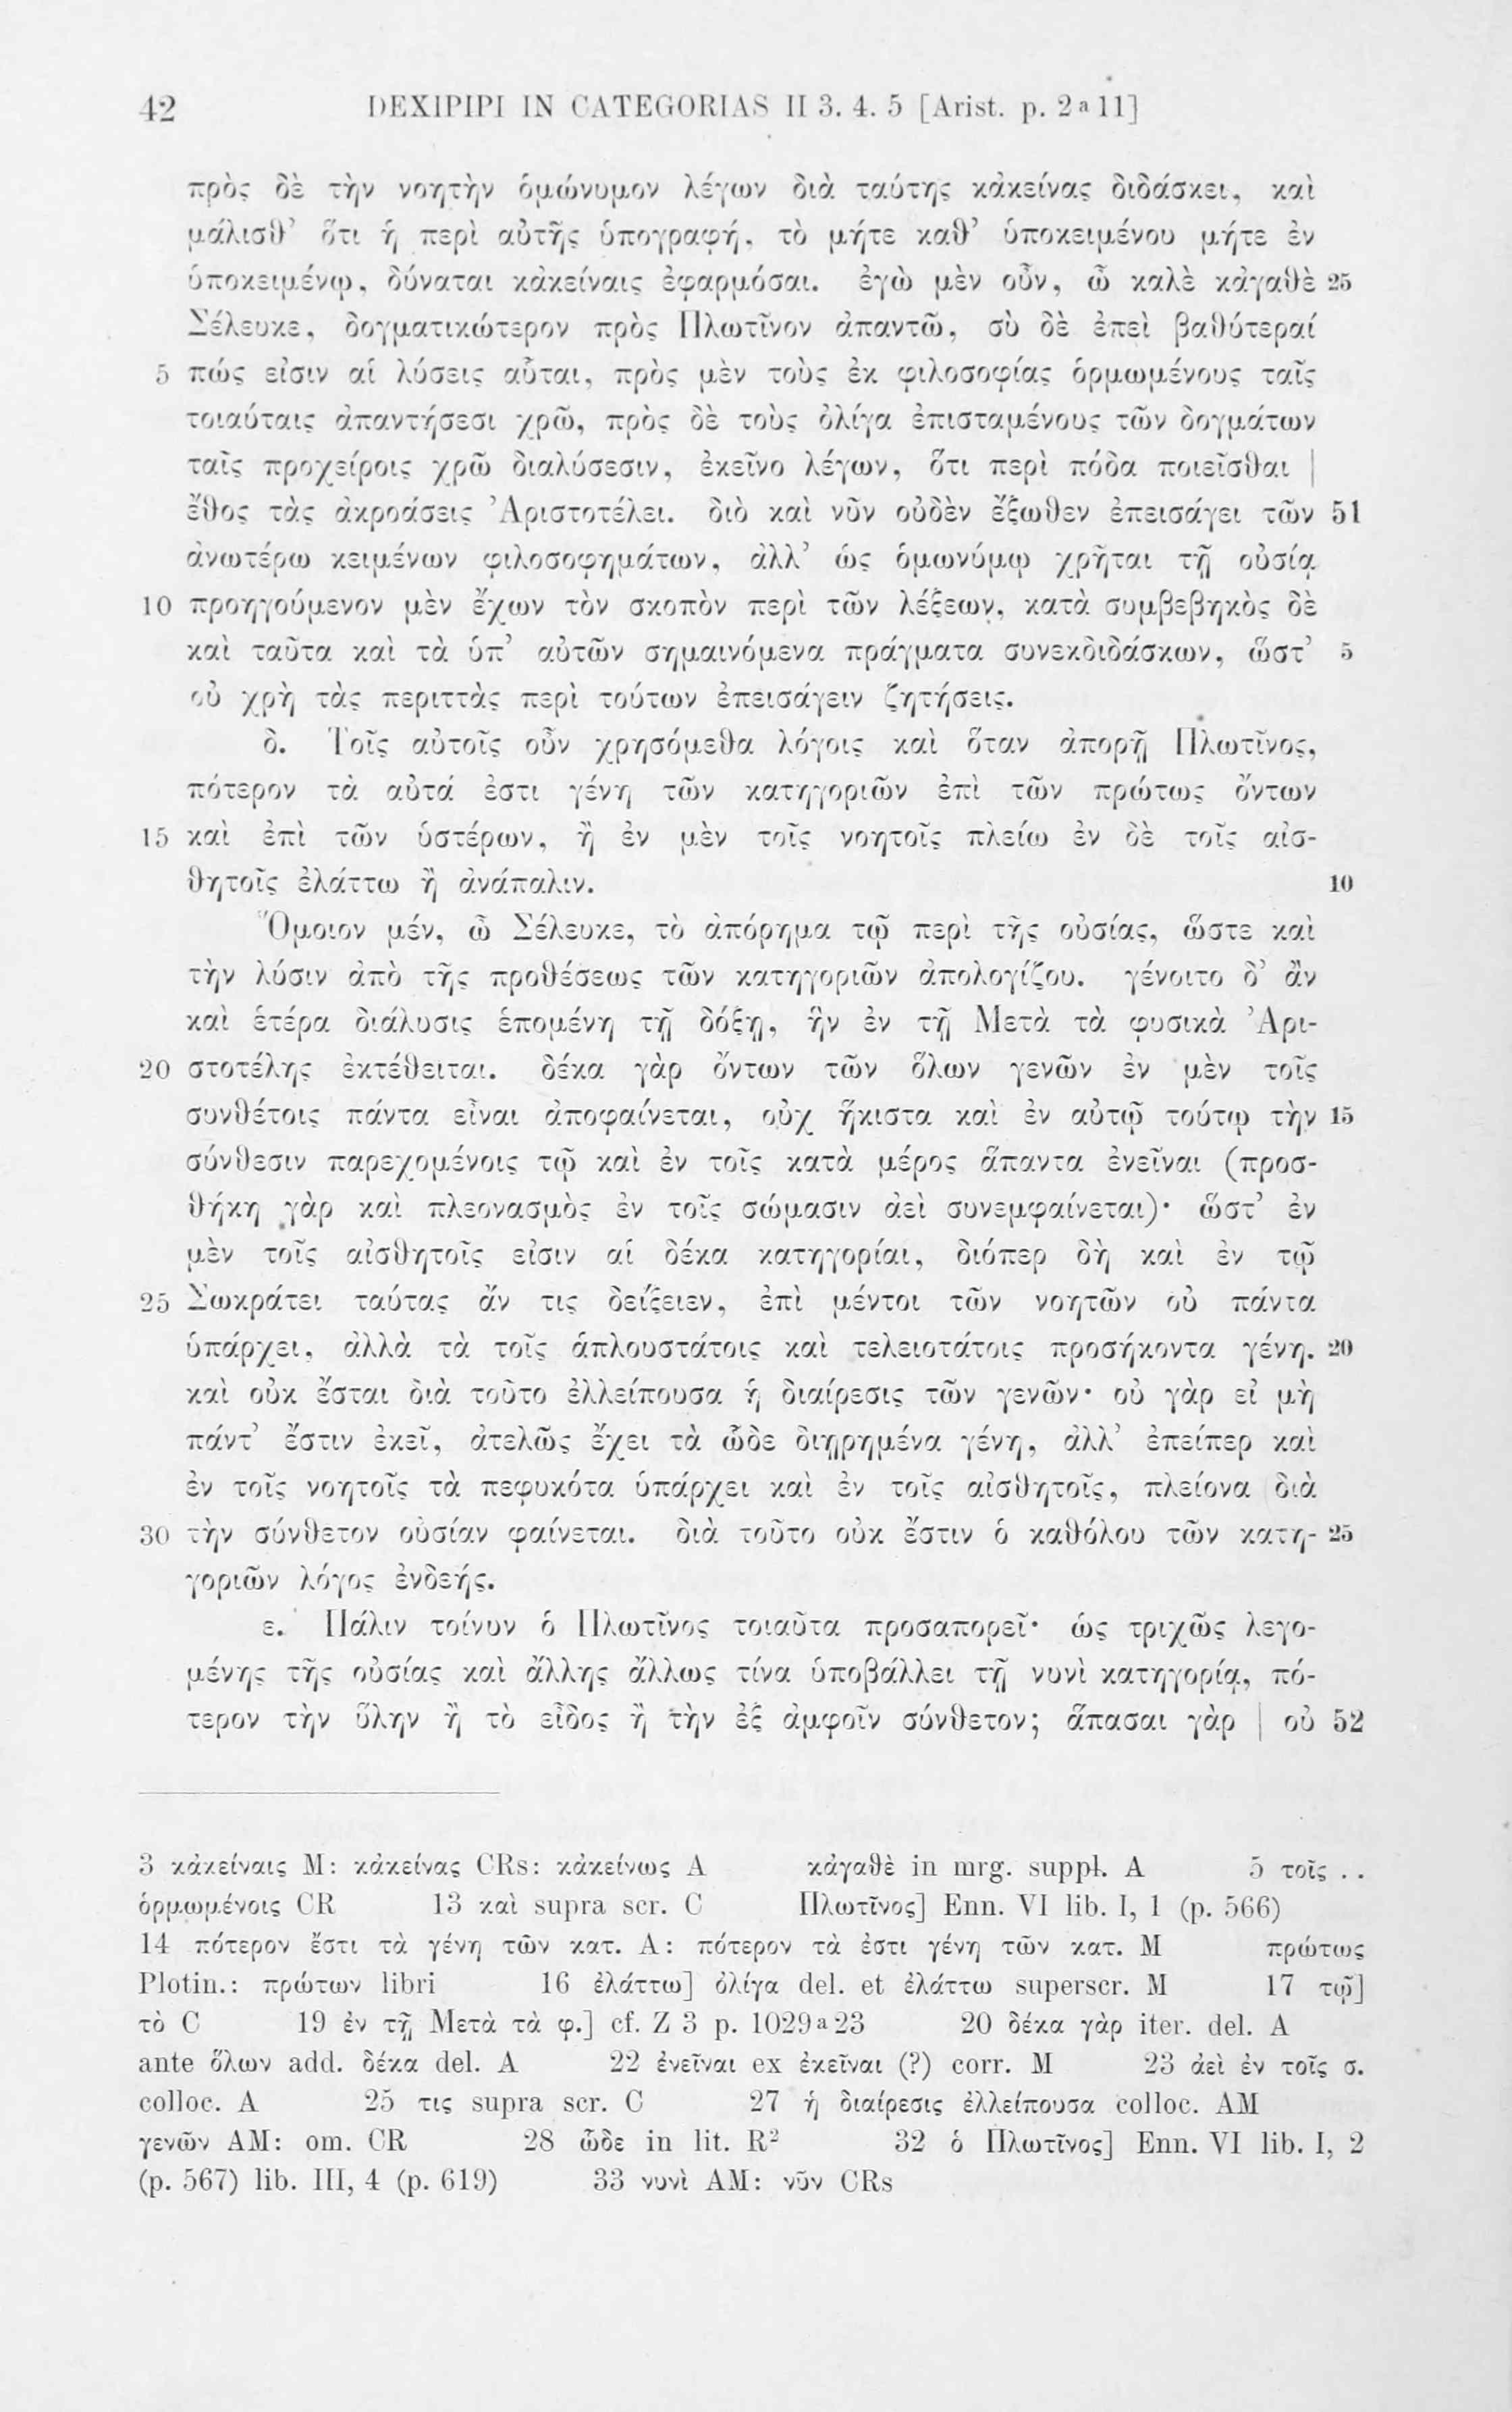 42 DEXIPIPI IN CATEGORIAS II 3. 4. 5 [Arist. p. 2a11]
πρὸς δὲ τὴν νοητὴν ὁμώνυμον λέγων διὰ ταύτης κἀκείνας διδάσκει, καὶ
μάλισθ’ ὅτι ἡ περὶ αὐτῆς ὑπογραφή, τὸ μήτε καθ’ ὑποκειμένου μήτε ἐν
ὑποκειμένῳ, δύναται κἀκείναις ἐφαρμόσαι. ἐγὼ μὲν οὖν, ὦ καλὲ κἀγαθὲ 25
Σέλευκε, δογματικώτερον πρὸς Πλωτῖνον ἀπαντῶ, σὺ δὲ ἐπεὶ βαθύτεραί
5 πώς εἰσιν αἱ λύσεις αὗται, πρὸς μὲν τοὺς ἐκ φιλοσοφίας ὁρμωμένους ταῖς
τοιαύταις ἀπαντήσεσι χρῶ, πρὸς δὲ τοὺς ὀλίγα ἐπισταμένους τῶν δογμάτων
ταῖς προχείροις χρῶ διαλύσεσιν, ἐκεῖνο λέγων, ὅτι περὶ πόδα ποιεῖσθαι |
ἔθος τὰς ἀκροάσεις Ἀριστοτέλει. διὸ καὶ νῦν οὐδὲν ἔξωθεν ἐπεισάγει τῶν 51
ἀνωτέρω κειμένων φιλοσοφημάτων, ἀλλ’ ὡς ὁμωνύμῳ χρῆται τῇ οὐσίᾳ
10 προηγούμενον μὲν ἔχων τὸν σκοπὸν περὶ τῶν λέξεων, κατὰ συμβεβηκὸς δὲ
καὶ ταῦτα καὶ τὰ ὑπ’ αὐτῶν σημαινόμενα πράγματα συνεκδιδάσκων, ὥστ’ 5
οὐ χρὴ τὰς περιττὰς περὶ τούτων ἐπεισάγειν ζητήσεις.
δ. Τοῖς αὐτοῖς οὖν χρησόμεθα λόγοις καὶ ὅταν ἀπορῇ Πλωτῖνος,
πότερον τὰ αὐτά ἐστι γένη τῶν κατηγοριῶν ἐπὶ τῶν πρώτως ὄντων
15 καὶ ἐπὶ τῶν ὑστέρων, ἢ ἐν μὲν τοῖς νοητοῖς πλείω ἐν δὲ τοῖς αἰσ-
θητοῖς ἐλάττω ἢ ἀνάπαλιν. 10
Ὅμοιον μέν, ὦ Σέλευκε, τὸ ἀπόρημα τῷ περὶ τῆς οὐσίας, ὥστε καὶ
τὴν λύσιν ἀπὸ τῆς προθέσεως τῶν κατηγοριῶν ἀπολογίζου. γένοιτο δ’ ἂν
καὶ ἑτέρα διάλυσις ἑπομένη τῇ δόξῃ, ἣν ἐν τῇ Μετὰ τὰ φυσικὰ Ἀρι-
20 στοτέλης ἐκτέθειται. δέκα γὰρ ὄντων τῶν ὅλων γενῶν ἐν μὲν τοῖς
συνθέτοις πάντα εἶναι ἀποφαίνεται, οὐχ ἥκιστα καὶ ἐν αὐτῷ τούτῳ τὴν 15
σύνθεσιν παρεχομένοις τῷ καὶ ἐν τοῖς κατὰ μέρος ἅπαντα ἐνεῖναι (προσ-
θήκη γὰρ καὶ πλεονασμὸς ἐν τοῖς σώμασιν ἀεὶ συνεμφαίνεται)· ὥστ’ ἐν
μὲν τοῖς αἰσθητοῖς εἰσιν αἱ δέκα κατηγορίαι, διόπερ δὴ καὶ ἐν τῷ
25 Σωκράτει ταύτας ἄν τις δείξειεν, ἐπὶ μέντοι τῶν νοητῶν οὐ πάντα
ὑπάρχει, ἀλλὰ τὰ τοῖς ἁπλουστάτοις καὶ τελειοτάτοις προσήκοντα γένη. 20
καὶ οὐκ ἔσται διὰ τοῦτο ἐλλείπουσα ἡ διαίρεσις τῶν γενῶν· οὐ γὰρ εἰ μὴ
πάντ’ ἔστιν ἐκεῖ, ἀτελῶς ἔχει τὰ ὧδε διῃρημένα γένη, ἀλλ’ ἐπείπερ καὶ
ἐν τοῖς νοητοῖς τὰ πεφυκότα ὑπάρχει καὶ ἐν τοῖς αἰσθητοῖς, πλείονα διὰ
30 τὴν σύνθετον οὐσίαν φαίνεται. διὰ τοῦτο οὐκ ἔστιν ὁ καθόλου τῶν κατη- 25
γοριῶν λόγος ἐνδεής.
ε. Πάλιν τοίνυν ὁ Πλωτῖνος τοιαῦτα προσαπορεῖ· ὡς τριχῶς λεγο-
μένης τῆς οὐσίας καὶ ἄλλης ἄλλως τίνα ὑποβάλλει τῇ νυνὶ κατηγορίᾳ, πό-
τερον τὴν ὕλην ἢ τὸ εἶδος ἢ τὴν ἐξ ἀμφοῖν σύνθετον; ἅπασαι γὰρ | οὐ 52
3 κἀκείναις M: κἀκείνας CRs: κἀκείνως A κἀγαθὲ in mrg. suppl. A 5 τοῖς . .
ὁρμωμένοις CR 13 καὶ supra scr. C Πλωτῖνος] Enn. VI lib. I, 1 (p. 566)
14 πότερον ἔστι τὰ γένη τῶν κατ. A: πότερον τὰ ἐστι γένη τῶν κατ. M πρώτως
Plotin.: πρώτων libri 16 ἐλάττω] ὀλίγα del. et ἐλάττω superscr. M 17 τῷ]
τὸ C 19 ἐν τῇ Μετὰ τὰ φ.] cf. Z 3 p. 1029a23 20 δέκα γὰρ iter. del. A
ante ὅλων add. δέκα del. A 22 ἐνεῖναι ex ἐκεῖναι (?) corr. M 23 ἀεὶ ἐν τοῖς σ.
colloc. A 25 τις supra scr. C 27 ἡ διαίρεσις ἐλλείπουσα colloc. AM
γενῶν AM: om. CR 28 ὧδε in lit. R² 32 ὁ Πλωτῖνος] Enn. VI lib. I, 2
(p. 567) lib. III, 4 (p. 619) 33 νυνὶ AM: νῦν CRs